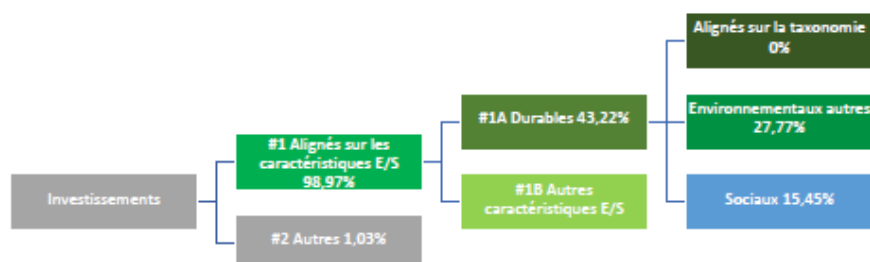 Investissements
#1 Alignés sur les
caractéristiques E/S
98,97%
#2 Autres 1,03%
#1A Durables 43,22%
#1B Autres
caractéristiques E/S
Alignés sur la taxonomie
0%
Environnementaux autres
27,77%
Sociaux 15,45%